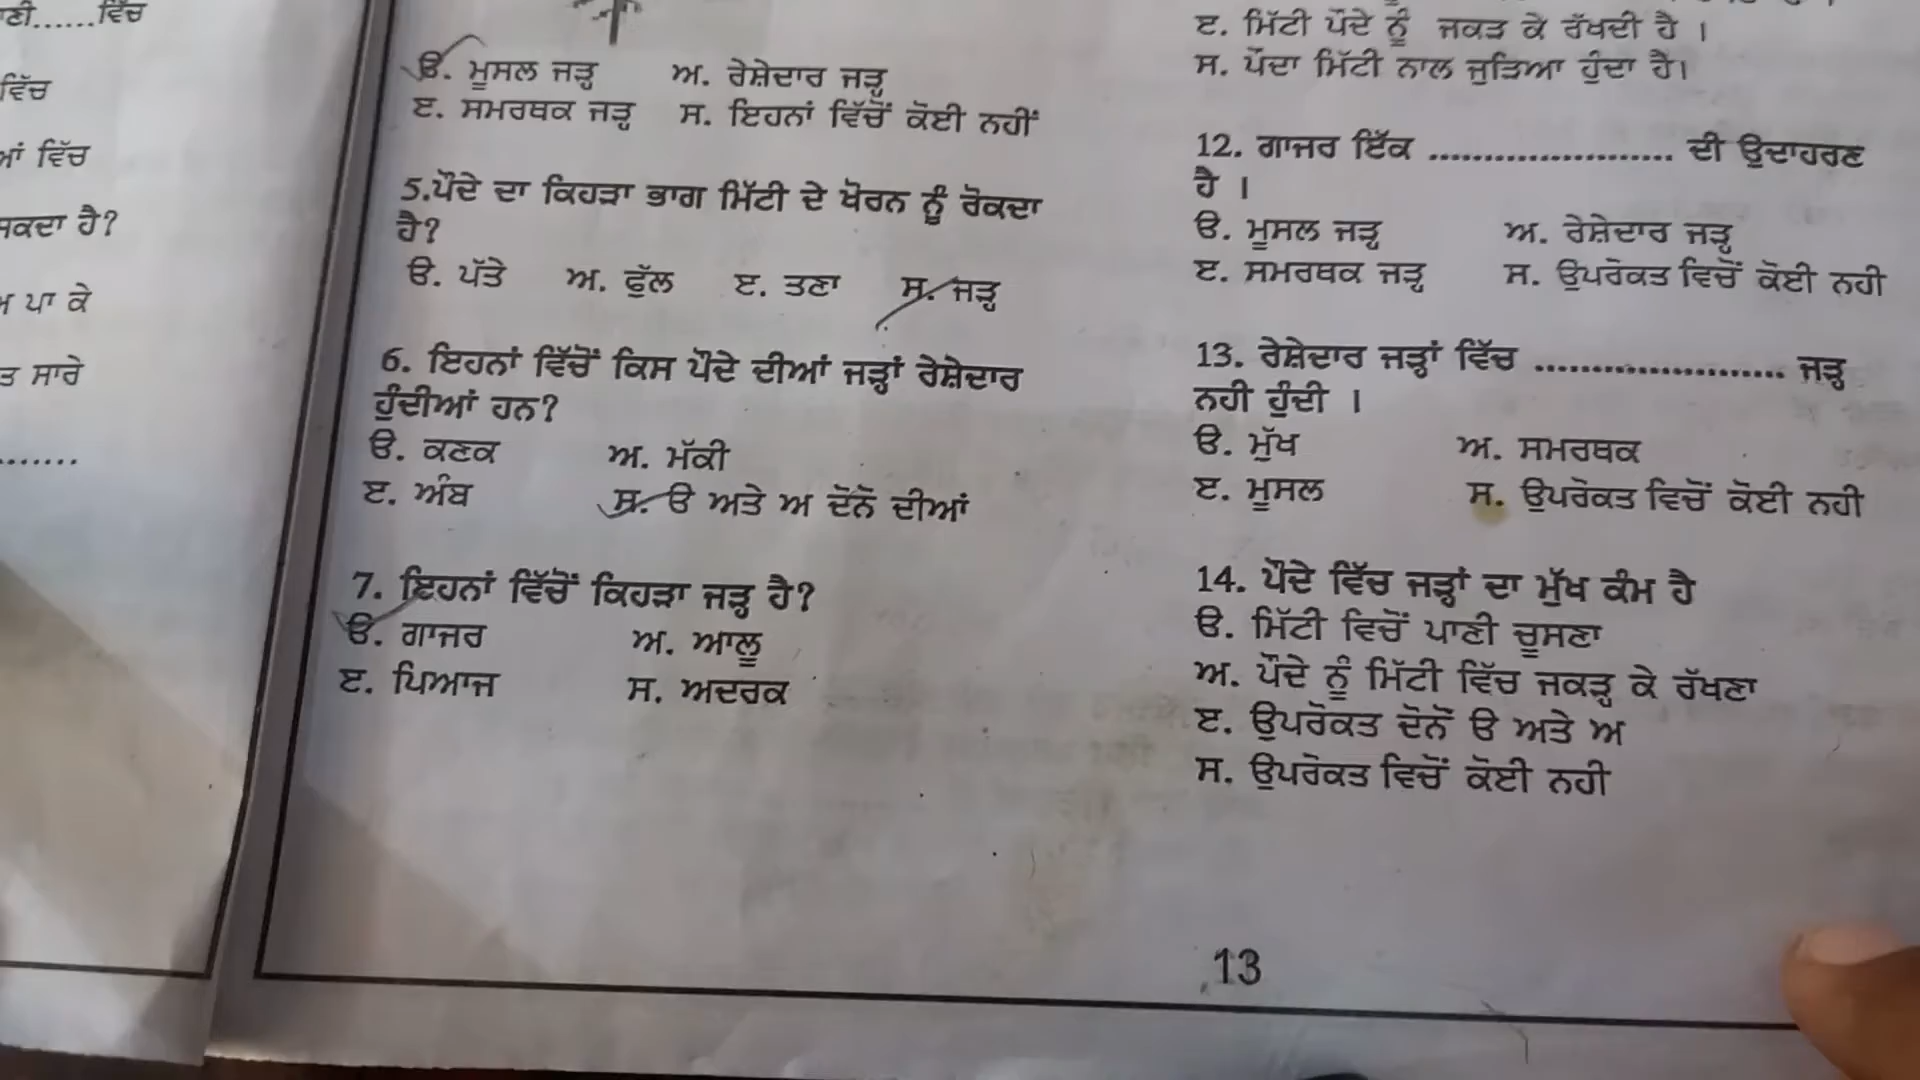 ਵਿੱਚ
ਵਿੱਚ
ਵਿੱਚ
ਸਕਦਾ ਹੈ?
ਪਾ ਕੇ
ਸਾਰੇ
.......
ੳ. ਮੂਸਲ ਜੜ੍ਹ ਅ. ਰੇਸ਼ੇਦਾਰ ਜੜ੍ਹ
ੲ. ਸਮਰਥਕ ਜੜ੍ਹ ਸ. ਇਹਨਾਂ ਵਿੱਚੋਂ ਕੋਈ ਨਹੀਂ
5.ਪੌਦੇ ਦਾ ਕਿਹੜਾ ਭਾਗ ਮਿੱਟੀ ਦੇ ਖੋਰਨ ਨੂੰ ਰੋਕਦਾ
ਹੈ?
ੳ. ਪੱਤੇ ਅ. ਫੁੱਲ ੲ. ਤਣਾ ਸ. ਜੜ੍ਹ
6. ਇਹਨਾਂ ਵਿੱਚੋਂ ਕਿਸ ਪੌਦੇ ਦੀਆਂ ਜੜ੍ਹਾਂ ਰੇਸ਼ੇਦਾਰ
ਹੁੰਦੀਆਂ ਹਨ?
ੳ. ਕਣਕ ਅ. ਮੱਕੀ
ੲ. ਅੰਬ ਸ. ੳ ਅਤੇ ਅ ਦੋਨੋ ਦੀਆਂ
7. ਇਹਨਾਂ ਵਿੱਚੋਂ ਕਿਹੜਾ ਜੜ੍ਹ ਹੈ?
ੳ. ਗਾਜਰ ਅ. ਆਲੂ
ੲ. ਪਿਆਜ ਸ. ਅਦਰਕ
ੲ. ਮਿੱਟੀ ਪੌਦੇ ਨੂੰ ਜਕੜ ਕੇ ਰੱਖਦੀ ਹੈ ।
ਸ. ਪੌਦਾ ਮਿੱਟੀ ਨਾਲ ਜੁੜਿਆ ਹੁੰਦਾ ਹੈ।
12. ਗਾਜਰ ਇੱਕ ...................... ਦੀ ਉਦਾਹਰਣ
ਹੈ ।
ੳ. ਮੂਸਲ ਜੜ੍ਹ ਅ. ਰੇਸ਼ੇਦਾਰ ਜੜ੍ਹ
ੲ. ਸਮਰਥਕ ਜੜ੍ਹ ਸ. ਉਪਰੋਕਤ ਵਿਚੋਂ ਕੋਈ ਨਹੀ
13. ਰੇਸ਼ੇਦਾਰ ਜੜ੍ਹਾਂ ਵਿੱਚ ...................... ਜੜ੍ਹ
ਨਹੀ ਹੁੰਦੀ ।
ੳ. ਮੁੱਖ ਅ. ਸਮਰਥਕ
ੲ. ਮੂਸਲ ਸ. ਉਪਰੋਕਤ ਵਿਚੋਂ ਕੋਈ ਨਹੀ
14. ਪੌਦੇ ਵਿੱਚ ਜੜ੍ਹਾਂ ਦਾ ਮੁੱਖ ਕੰਮ ਹੈ
ੳ. ਮਿੱਟੀ ਵਿਚੋਂ ਪਾਣੀ ਚੂਸਣਾ
ਅ. ਪੌਦੇ ਨੂੰ ਮਿੱਟੀ ਵਿੱਚ ਜਕੜ੍ਹ ਕੇ ਰੱਖਣਾ
ੲ. ਉਪਰੋਕਤ ਦੋਨੋਂ ੳ ਅਤੇ ਅ
ਸ. ਉਪਰੋਕਤ ਵਿਚੋਂ ਕੋਈ ਨਹੀ
13